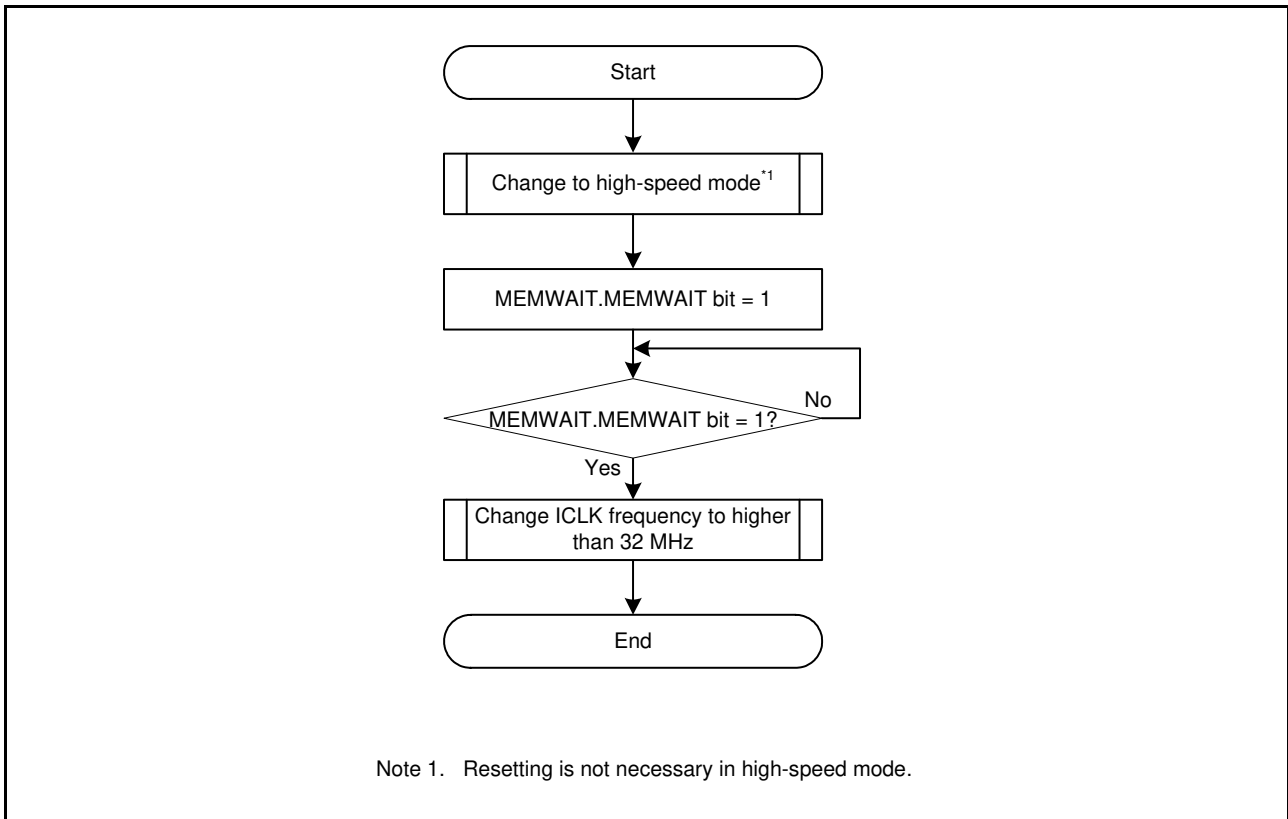 Start
Change to high-speed mode*1
MEMWAIT.MEMWAIT bit = 1
MEMWAIT.MEMWAIT bit = 1?
No
Yes
Change ICLK frequency to higher
than 32 MHz
End
Note 1. Resetting is not necessary in high-speed mode.